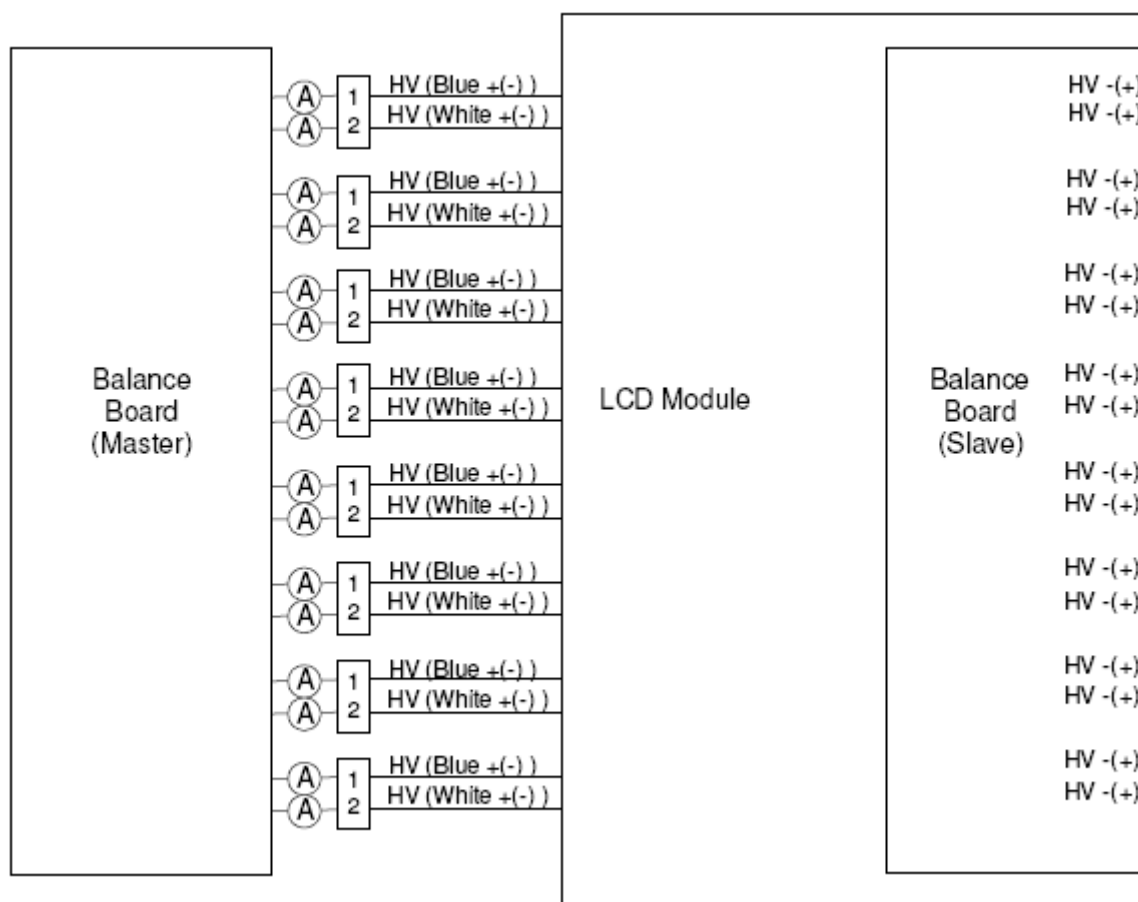 HV (Blue +(-) )
HV -(+)
A 1
HV (White +(-) )
HV -(+)
A 2
HV (Blue +(-) )
HV -(+)
A 1
HV (White +(-) )
HV -(+)
A 2
HV (Blue +(-) )
HV -(+)
A 1
HV (White +(-) )
HV -(+)
A 2
HV (Blue +(-) )
HV -(+)
A 1
HV (White +(-) )
HV -(+)
A 2
Balance
Board
(Master)
LCD Module
Balance
Board
(Slave)
HV (Blue +(-) )
HV -(+)
A 1
HV (White +(-) )
HV -(+)
A 2
HV (Blue +(-) )
HV -(+)
A 1
HV (White +(-) )
HV -(+)
A 2
HV (Blue +(-) )
HV -(+)
A 1
HV (White +(-) )
HV -(+)
A 2
HV (Blue +(-) )
HV -(+)
A 1
HV (White +(-) )
HV -(+)
A 2